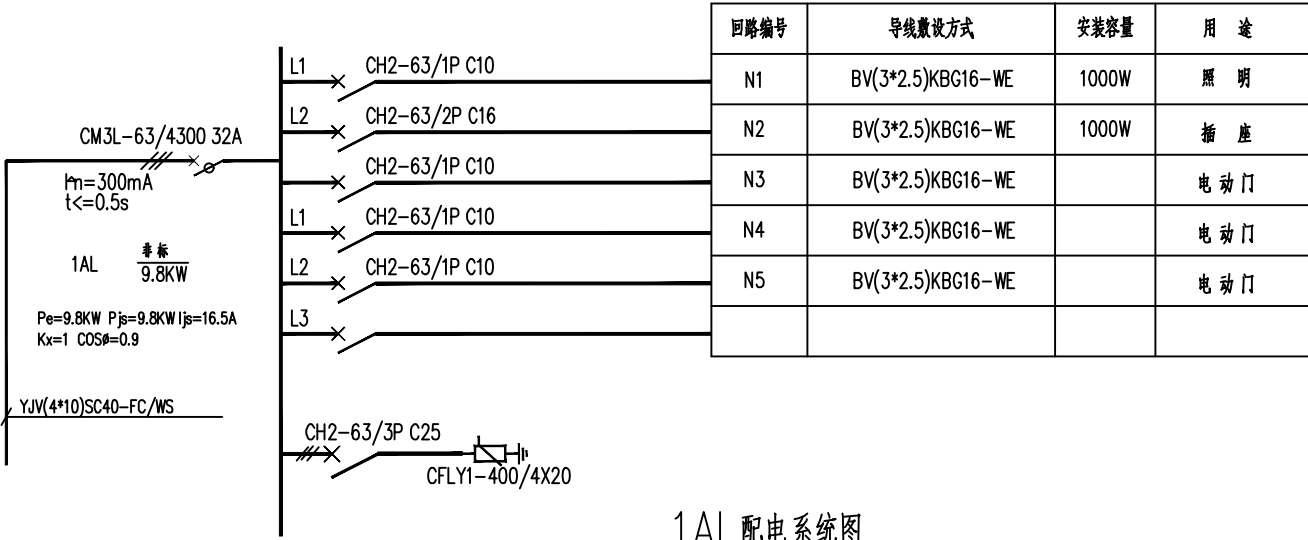 回路编号 导线敷设方式 安装容量 用 途
L1 CH2-63/1P C10 N1 BV(3*2.5)KBG16-WE 1000W 照 明
L2 CH2-63/2P C16 N2 BV(3*2.5)KBG16-WE 1000W 插 座
CH2-63/1P C10 N3 BV(3*2.5)KBG16-WE 电动门
L1 CH2-63/1P C10 N4 BV(3*2.5)KBG16-WE 电动门
L2 CH2-63/1P C10 N5 BV(3*2.5)KBG16-WE 电动门
L3
CM3L-63/4300 32A
n=300mA
t<=0.5s
1AL 非标
9.8KW
Pe=9.8KW Pjs=9.8KW Ijs=16.5A
Kx=1 COSø=0.9
YJV(4*10)SC40-FC/WS
CH2-63/3P C25
CFLY1-400/4X20
1AL 配电系统图